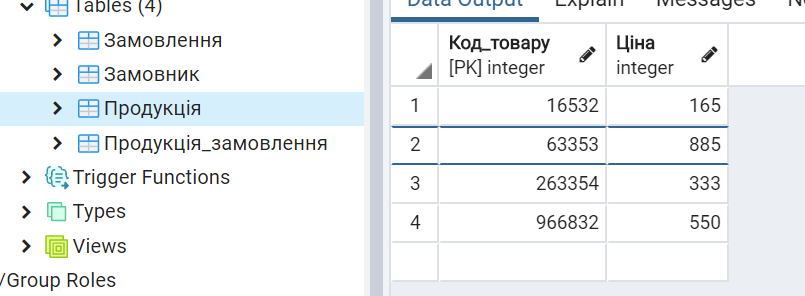 Tables (4)
Замовлення
Замовник
Продукція
Продукція_замовлення
Trigger Functions
Types
Views
/Group Roles
Data Output Explain Messages
Код_товару Ціна
[PK] integer integer
1 16532 165
2 63353 885
3 263354 333
4 966832 550